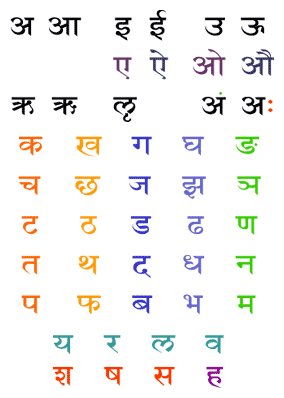 अ आ इ ई उ ऊ
ए ऐ ओ औ
ऋ ॠ ऌ अं अः
क ख ग घ ङ
च छ ज झ ञ
ट ठ ड ढ ण
त थ द ध न
प फ ब भ म
य र ल व
श ष स ह